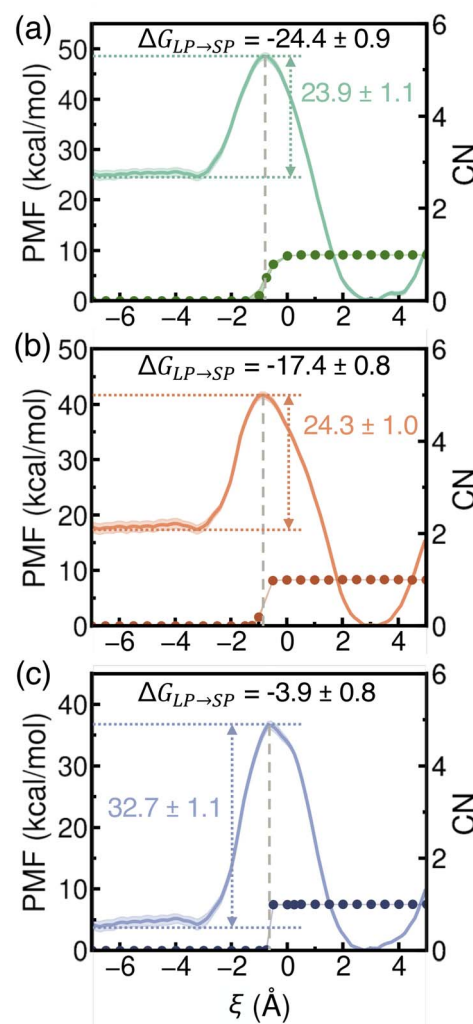 (a)
ΔG_{LP→SP} = -24.4 ± 0.9
23.9 ± 1.1
PMF (kcal/mol)
50
40
30
20
10
0
CN
6
4
2
0
−6 −4 −2 0 2 4
(b)
ΔG_{LP→SP} = -17.4 ± 0.8
24.3 ± 1.0
PMF (kcal/mol)
50
40
30
20
10
0
CN
6
4
2
0
−6 −4 −2 0 2 4
(c)
ΔG_{LP→SP} = -3.9 ± 0.8
32.7 ± 1.1
PMF (kcal/mol)
40
30
20
10
0
CN
6
4
2
0
−6 −4 −2 0 2 4
ξ (Å)